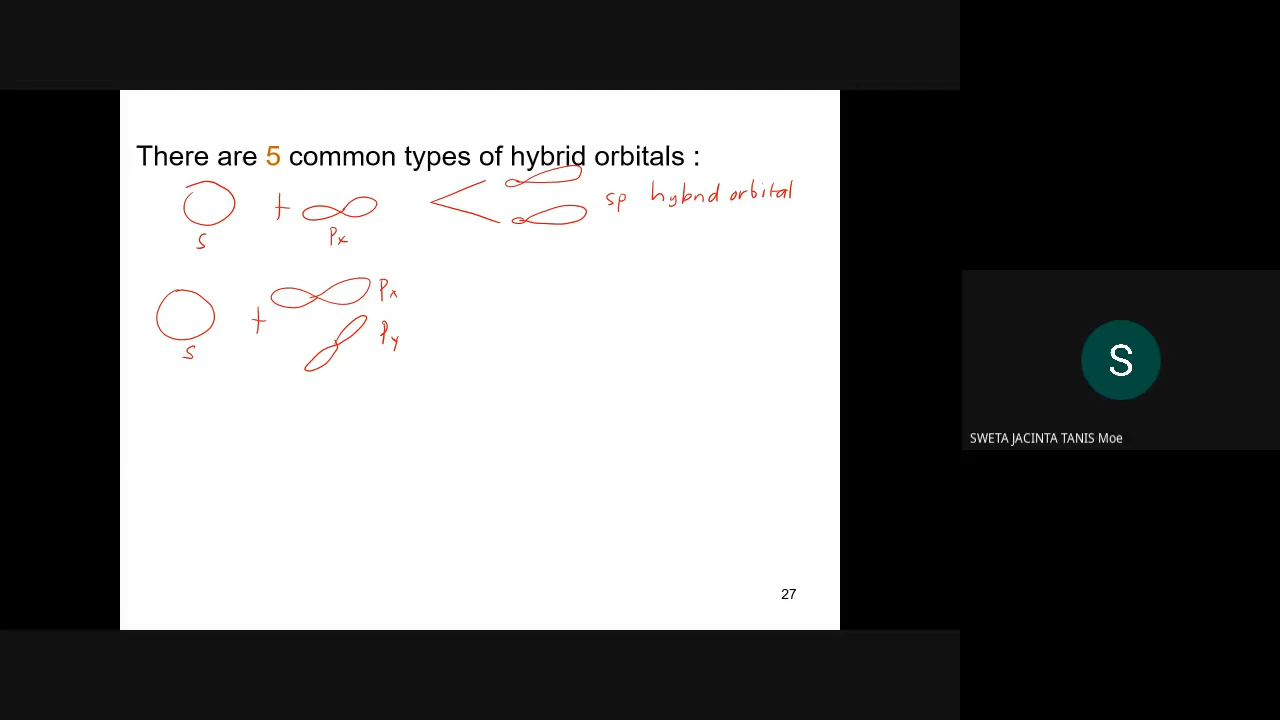 There are 5 common types of hybrid orbitals :
S + Px sp hybrid orbital
S + Px
Py
27
S
SWETA JACINTA TANIS Moe